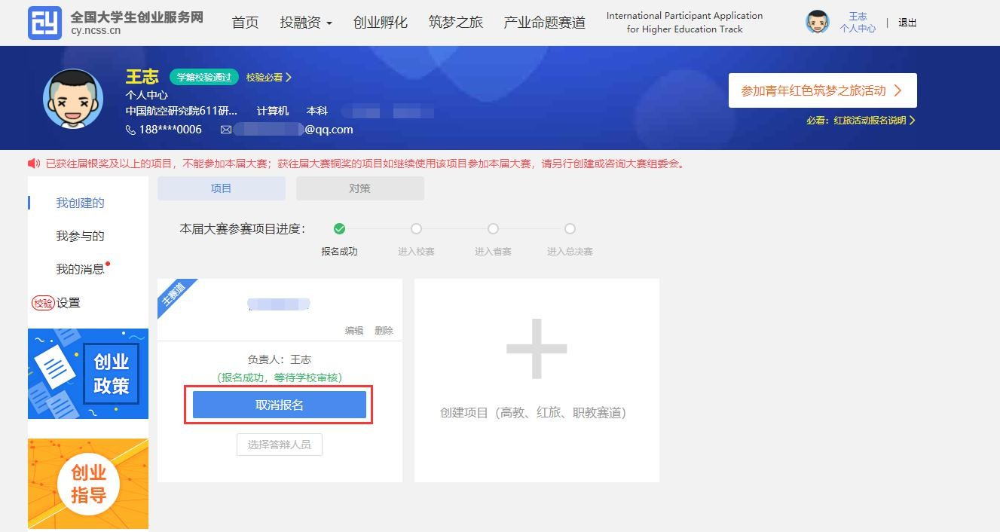 全国大学生创业服务网
cy.ncss.cn
首页 投融资 创业孵化 筑梦之旅 产业命题赛道
International Participant Application
for Higher Education Track
王志
个人中心 | 退出
王志 学籍校验通过 校验必看
个人中心
中国航空研究院611研... 计算机 本科
188****0006 @qq.com
参加青年红色筑梦之旅活动
必看：红旅活动报名说明
已获往届银奖及以上的项目，不能参加本届大赛；获往届大赛铜奖的项目如继续使用该项目参加本届大赛，请另行创建或咨询大赛组委会。
我创建的
我参与的
我的消息
校验 设置
创业
政策
创业
指导
项目 对策
本届大赛参赛项目进度：
报名成功 进入校赛 进入省赛 进入总决赛
主赛道
编辑 删除
负责人：王志
（报名成功，等待学校审核）
取消报名
选择答辩人员
创建项目（高教、红旅、职教赛道）